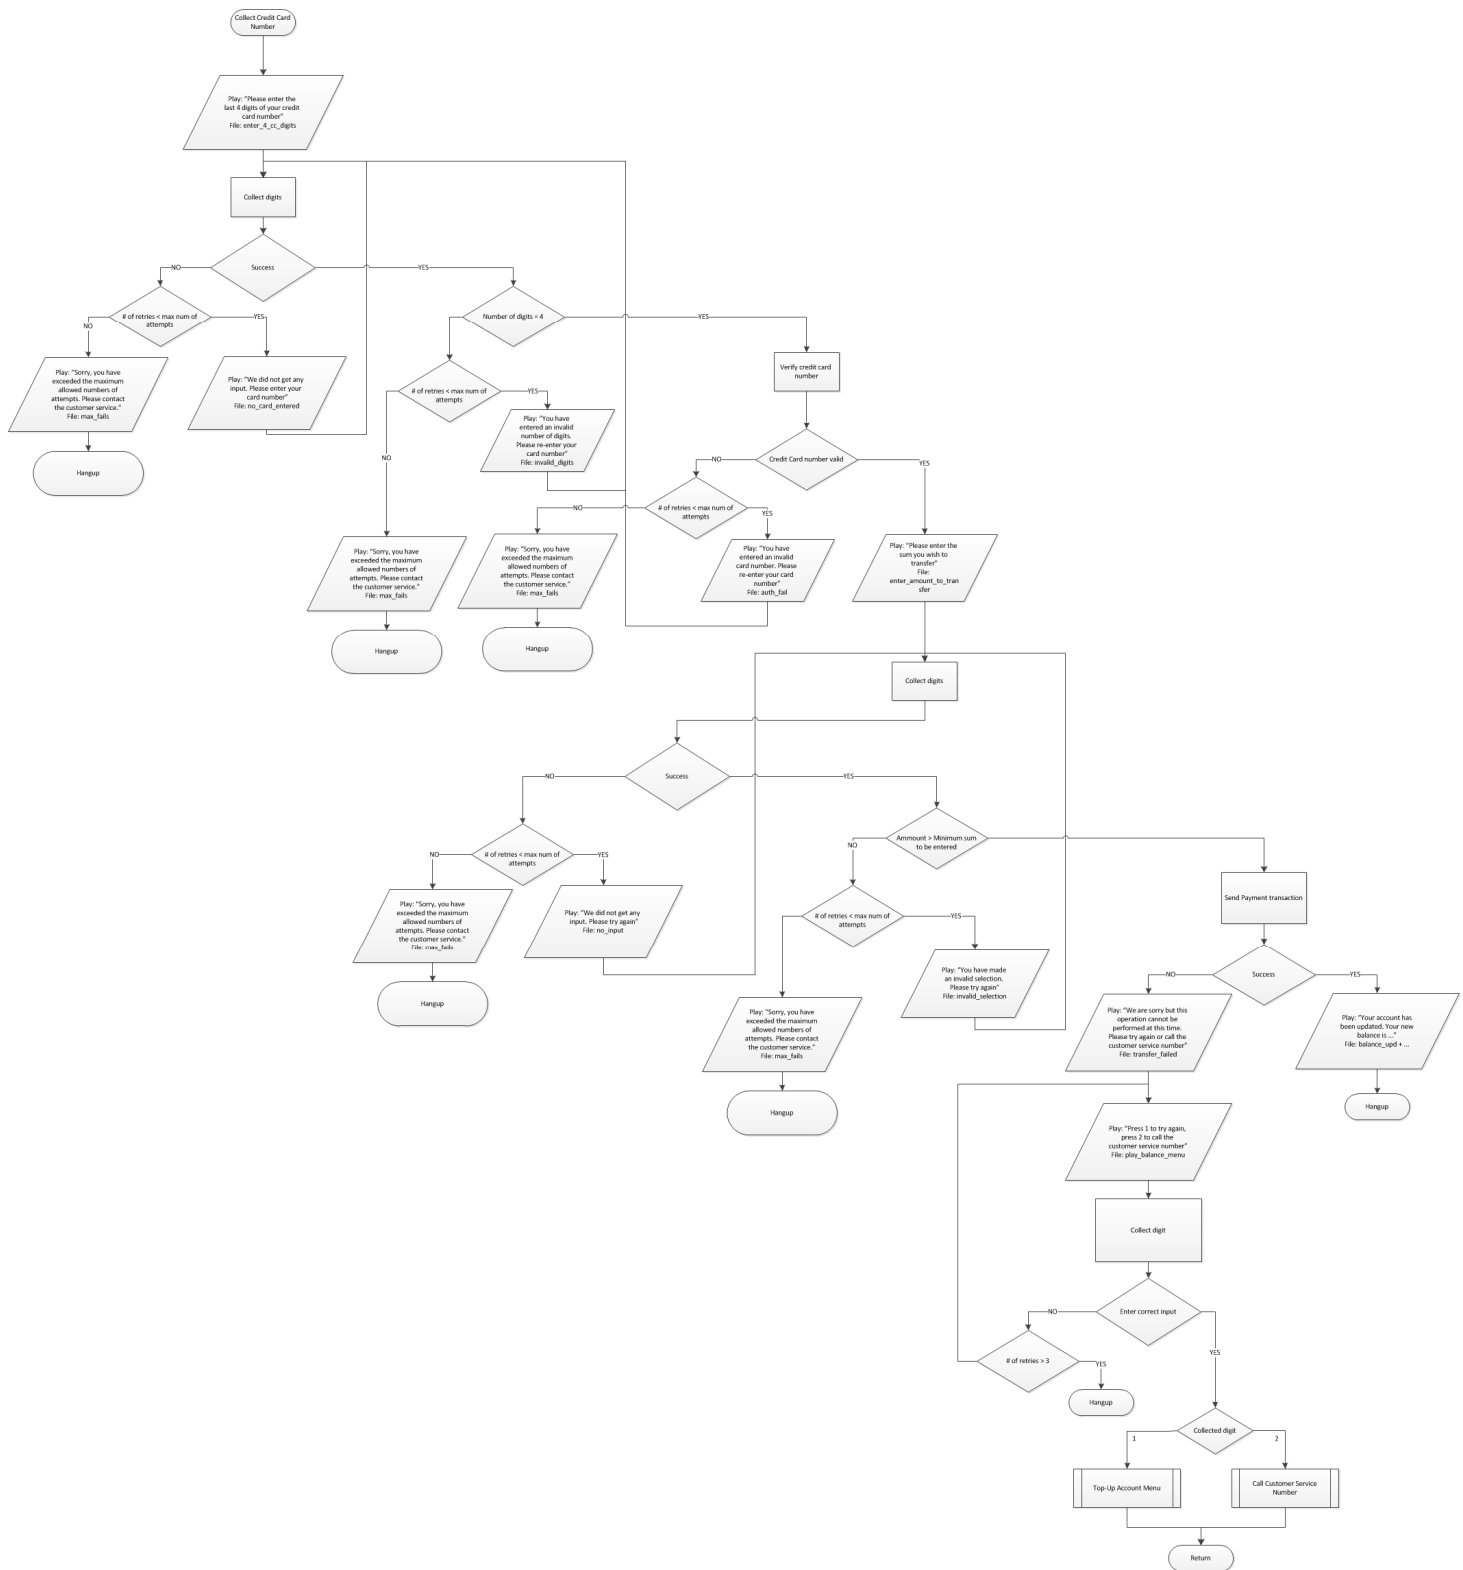 Collect Credit Card
Number
Play: “Please enter the
last 4 digits of your credit
card number”
File: enter_4_cc_digits
Collect digits
Success
NO
YES
# of retries < max num of
attempts
NO
YES
Number of digits = 4
YES
Play: “Sorry, you have
exceeded the maximum
allowed numbers of
attempts. Please contact
the customer service.”
File: max_fails
Hangup
Play: “We did not get any
input. Please enter your
card number”
File: no_card_entered
# of retries < max num of
attempts
YES
NO
Play: “You have
entered an invalid
number of digits.
Please re-enter your
card number”
File: invalid_digits
Verify credit card
number
Credit Card number valid
NO
YES
# of retries < max num of
attempts
NO
YES
Play: “Sorry, you have
exceeded the maximum
allowed numbers of
attempts. Please contact
the customer service.”
File: max_fails
Hangup
Play: “Sorry, you have
exceeded the maximum
allowed numbers of
attempts. Please contact
the customer service.”
File: max_fails
Hangup
Play: “You have
entered an invalid
card number. Please
re-enter your card
number”
File: auth_fail
Play: “Please enter the
sum you wish to
transfer”
File:
enter_amount_to_tran
sfer
Collect digits
Success
NO
YES
# of retries < max num of
attempts
NO
YES
Ammount > Minimum sum
to be entered
NO
Play: “Sorry, you have
exceeded the maximum
allowed numbers of
attempts. Please contact
the customer service.”
File: max_fails
Hangup
Play: “We did not get any
input. Please try again”
File: no_input
# of retries < max num of
attempts
YES
Play: “You have made
an invalid selection.
Please try again”
File: invalid_selection
Play: “Sorry, you have
exceeded the maximum
allowed numbers of
attempts. Please contact
the customer service.”
File: max_fails
Hangup
Send Payment transaction
Success
NO
YES
Play: “We are sorry but this
operation cannot be
performed at this time.
Please try again or call the
customer service number”
File: transfer_failed
Play: “Your account has
been updated. Your new
balance is ...”
File: balance_upd + ...
Hangup
Play: “Press 1 to try again,
press 2 to call the
customer service number”
File: play_balance_menu
Collect digit
Enter correct input
NO
YES
# of retries > 3
YES
Hangup
Collected digit
1
2
Top-Up Account Menu
Call Customer Service
Number
Return